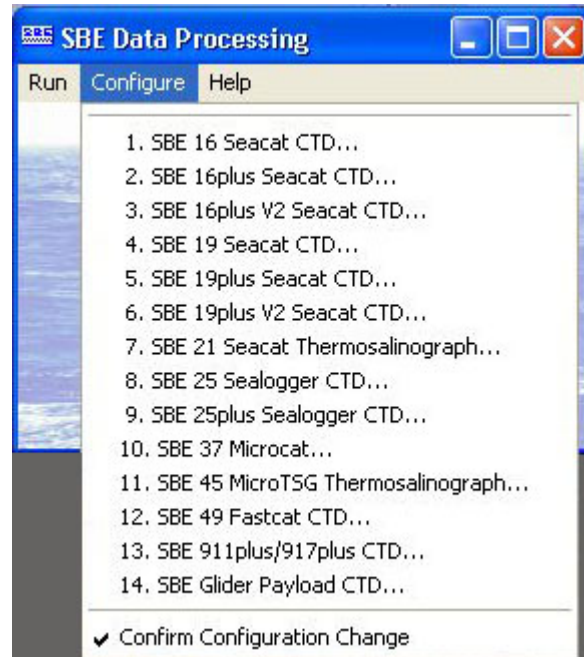 SBE SBE Data Processing
Run Configure Help
1. SBE 16 Seacat CTD...
2. SBE 16plus Seacat CTD...
3. SBE 16plus V2 Seacat CTD...
4. SBE 19 Seacat CTD...
5. SBE 19plus Seacat CTD...
6. SBE 19plus V2 Seacat CTD...
7. SBE 21 Seacat Thermosalinograph...
8. SBE 25 Sealogger CTD...
9. SBE 25plus Sealogger CTD...
10. SBE 37 Microcat...
11. SBE 45 MicroTSG Thermosalinograph...
12. SBE 49 Fastcat CTD...
13. SBE 911plus/917plus CTD...
14. SBE Glider Payload CTD...
Confirm Configuration Change